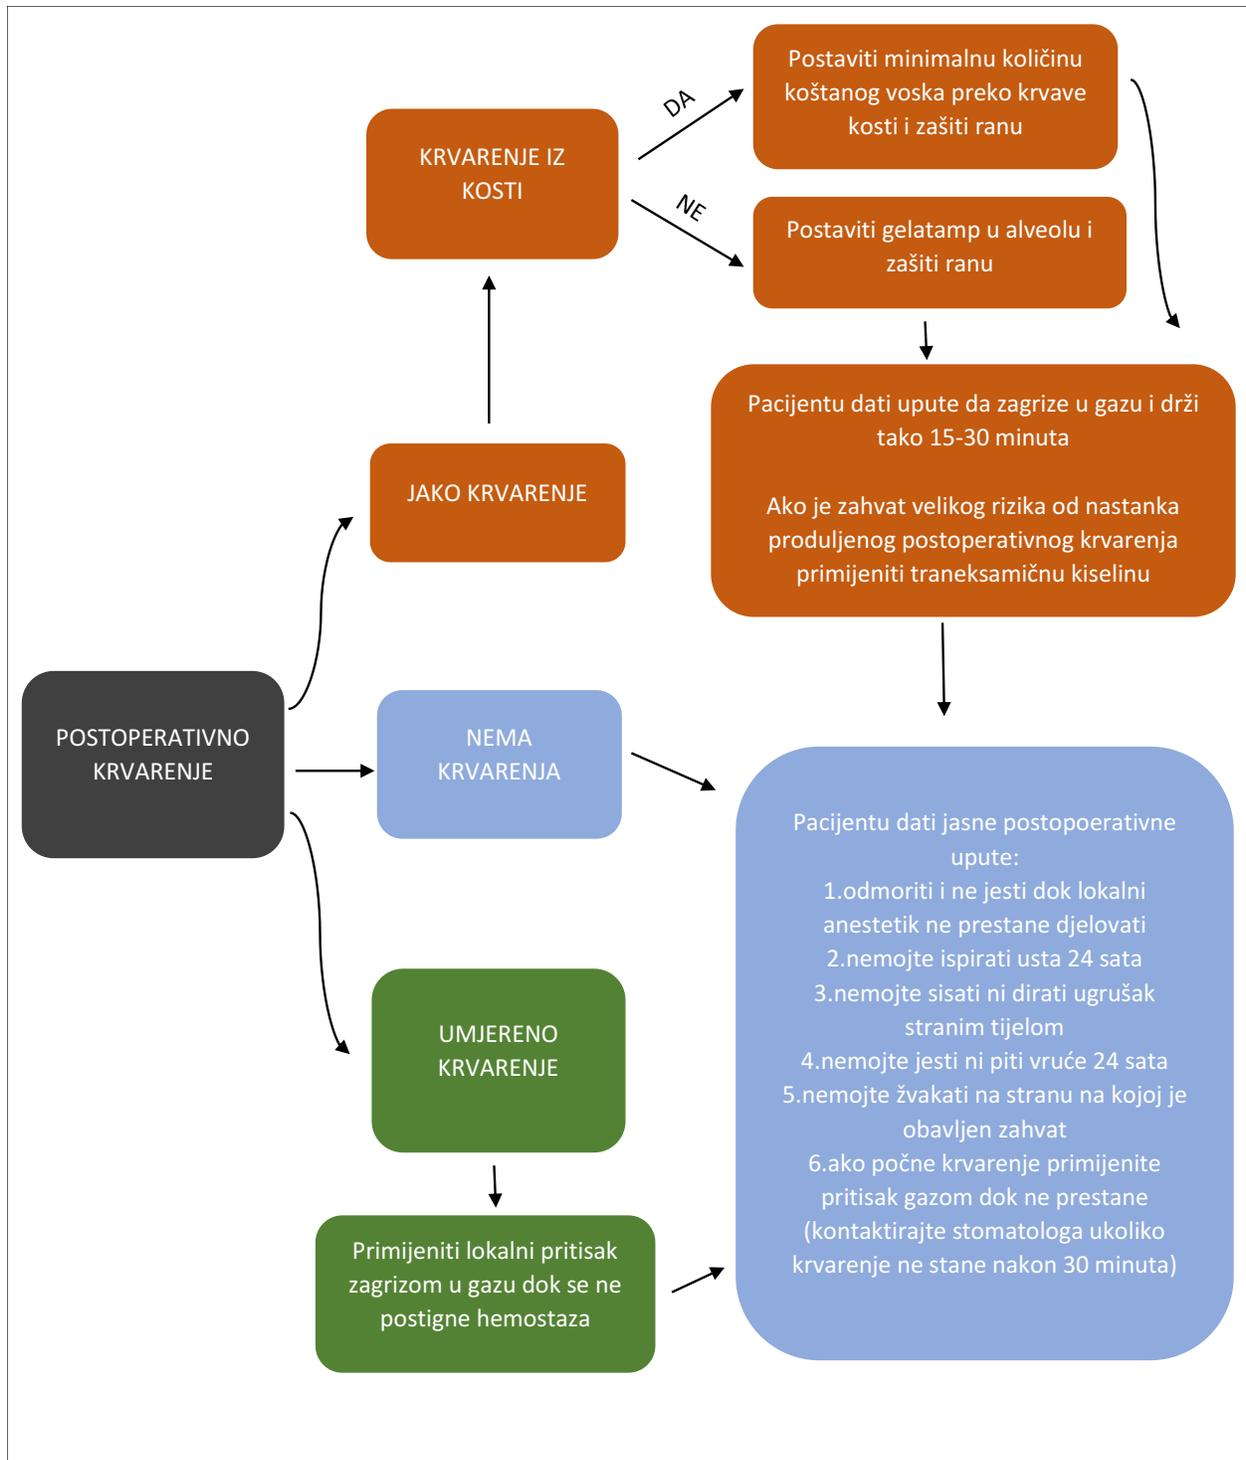 Postaviti minimalnu količinu
koštanog voska preko krvave
kosti i zašiti ranu
DA
KRVARENJE IZ
KOSTI
NE
Postaviti gelatamp u alveolu i
zašiti ranu
Pacijentu dati upute da zagrize u gazu i drži
tako 15-30 minuta
Ako je zahvat velikog rizika od nastanka
produljenog postoperativnog krvarenja
primijeniti traneksamičnu kiselinu
JAKO KRVARENJE
POSTOPERATIVNO
KRVARENJE
NEMA
KRVARENJA
UMJERENO
KRVARENJE
Primijeniti lokalni pritisak
zagrizom u gazu dok se ne
postigne hemostaza
Pacijentu dati jasne postopoerativne
upute:
1.odmoriti i ne jesti dok lokalni
anestetik ne prestane djelovati
2.nemojte ispirati usta 24 sata
3.nemojte sisati ni dirati ugrušak
stranim tijelom
4.nemojte jesti ni piti vruće 24 sata
5.nemojte žvakati na stranu na kojoj je
obavljen zahvat
6.ako počne krvarenje primijenite
pritisak gazom dok ne prestane
(kontaktirajte stomatologa ukoliko
krvarenje ne stane nakon 30 minuta)